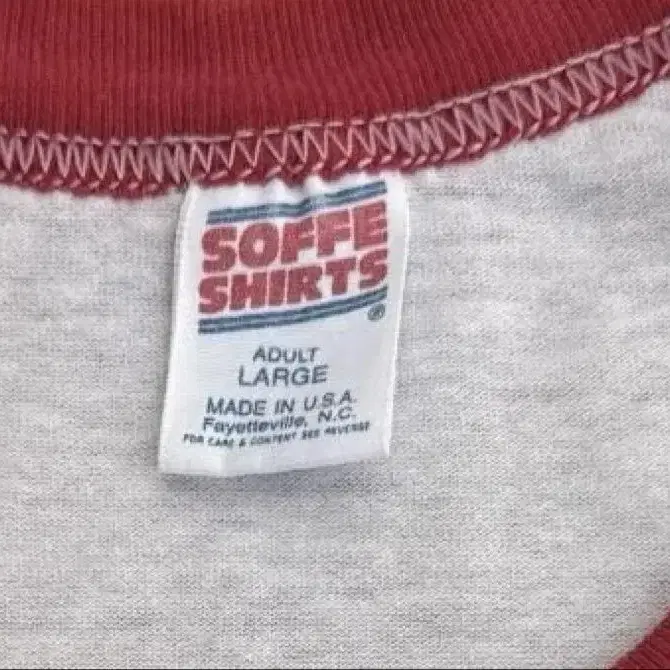 SOFFE
SHIRTS
®
ADULT
LARGE
MADE IN U.S.A.
Fayetteville, N.C.
FOR CARE & CONTENT SEE REVERSE